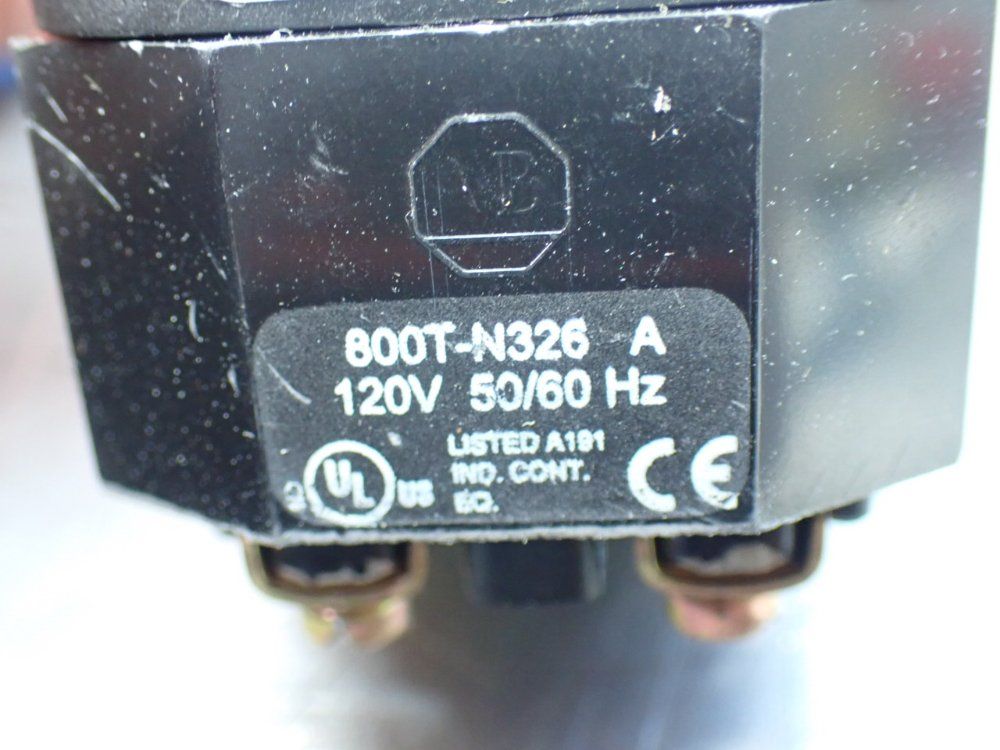 AB
800T-N326 A
120V 50/60 Hz
LISTED A191
IND. CONT.
EQ.
c UL US
CE